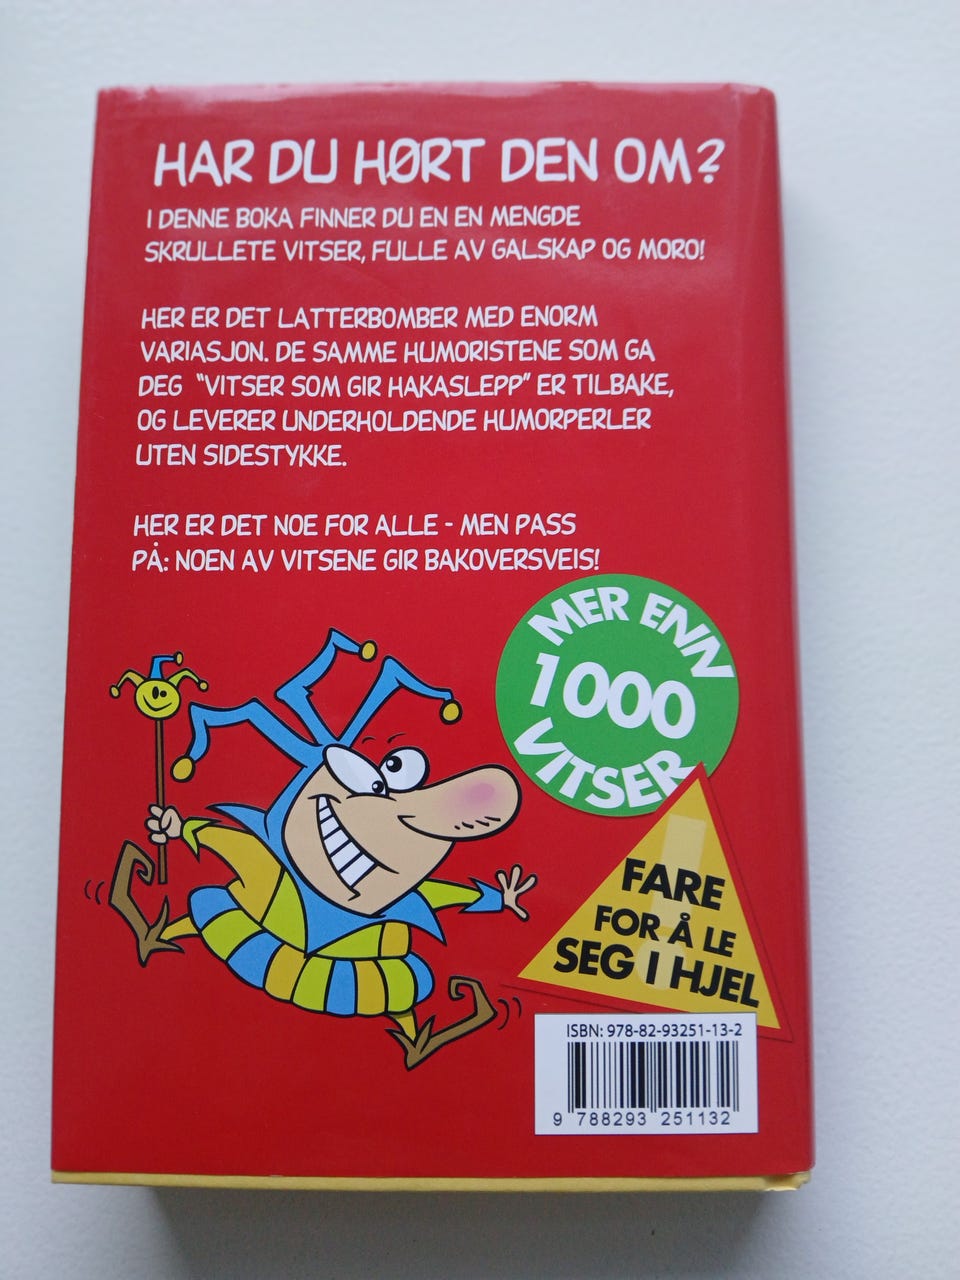 HAR DU HØRT DEN OM?
I DENNE BOKA FINNER DU EN EN MENGDE
SKRULLETE VITSER, FULLE AV GALSKAP OG MORO!
HER ER DET LATTERBOMBER MED ENORM
VARIASJON. DE SAMME HUMORISTENE SOM GA
DEG "VITSER SOM GIR HAKASLEPP" ER TILBAKE,
OG LEVERER UNDERHOLDENDE HUMORPERLER
UTEN SIDESTYKKE.
HER ER DET NOE FOR ALLE - MEN PASS
PÅ: NOEN AV VITSENE GIR BAKOVERSVEIS!
MER ENN
1000
VITSER
!
FARE
FOR Å LE
SEG I HJEL
ISBN: 978-82-93251-13-2
9 788293 251132